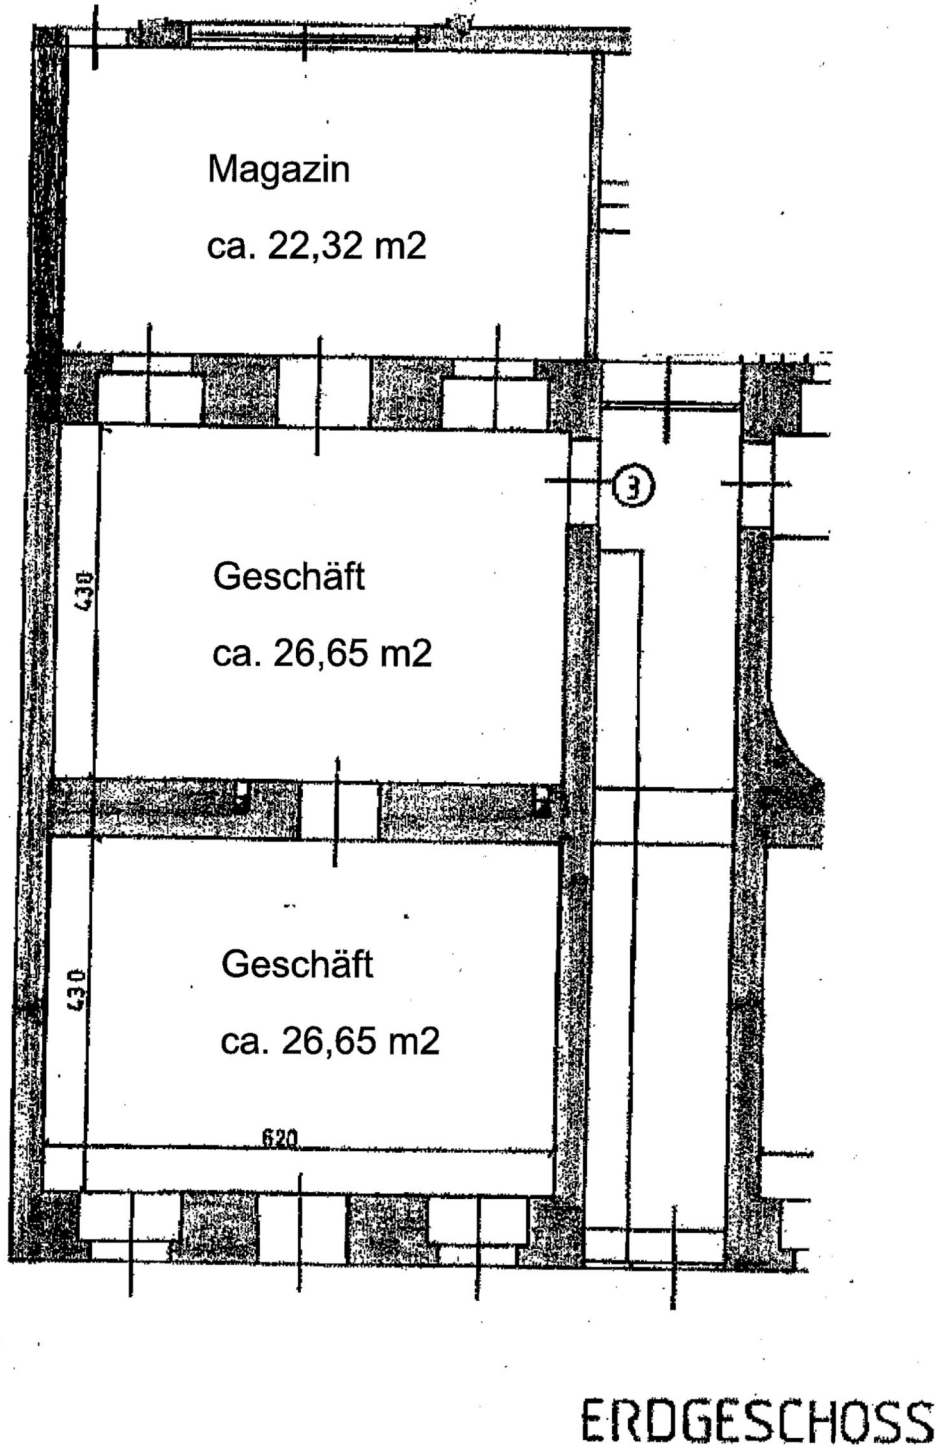 Magazin
ca. 22,32 m2
3
430
Geschäft
ca. 26,65 m2
430
Geschäft
ca. 26,65 m2
620
ERDGESCHOSS